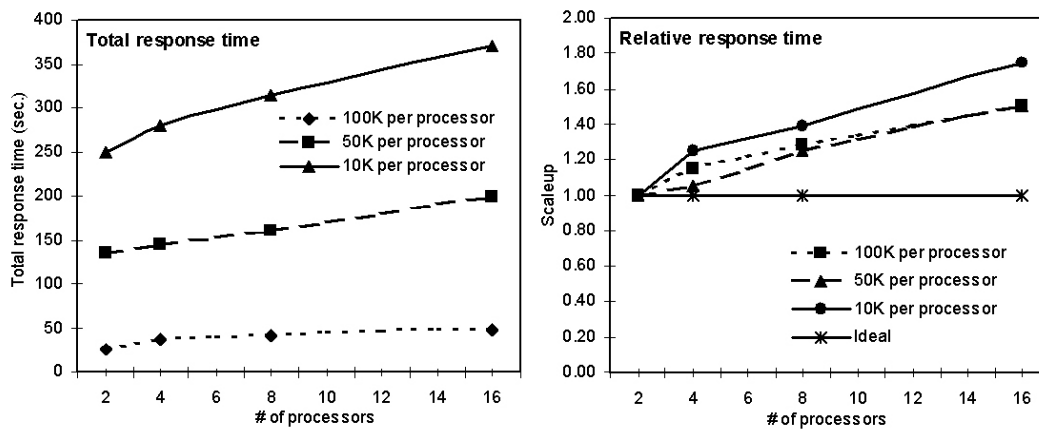 Total response time
400
350
300
250
200
150
100
50
0
Total response time (sec.)
100K per processor
50K per processor
10K per processor
2 4 6 8 10 12 14 16
# of processors
Relative response time
2.00
1.80
1.60
1.40
1.20
1.00
0.80
0.60
0.40
0.20
0.00
Scaleup
100K per processor
50K per processor
10K per processor
Ideal
2 4 6 8 10 12 14 16
# of processors